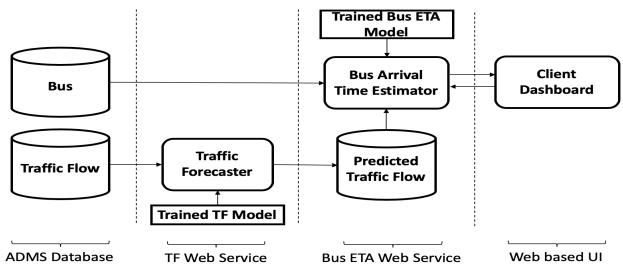 Trained Bus ETA
Model
Bus
Bus Arrival
Time Estimator
Client
Dashboard
Traffic Flow
Traffic
Forecaster
Predicted
Traffic Flow
Trained TF Model
ADMS Database
TF Web Service
Bus ETA Web Service
Web based UI